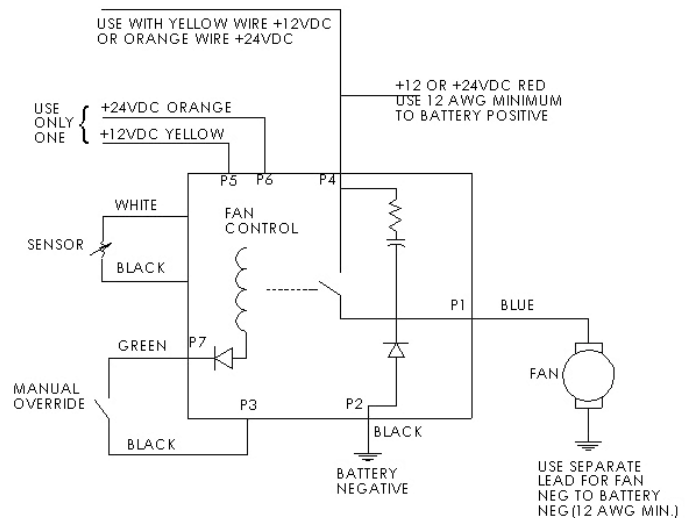 USE WITH YELLOW WIRE +12VDC
OR ORANGE WIRE +24VDC
+12 OR +24VDC RED
USE 12 AWG MINIMUM
TO BATTERY POSITIVE
USE
ONLY
ONE
+24VDC ORANGE
+12VDC YELLOW
P5
P6
P4
WHITE
FAN
CONTROL
SENSOR
BLACK
P1
BLUE
GREEN
P7
FAN
MANUAL
OVERRIDE
P3
P2
BLACK
BLACK
BATTERY
NEGATIVE
USE SEPARATE
LEAD FOR FAN
NEG TO BATTERY
NEG(12 AWG MIN.)